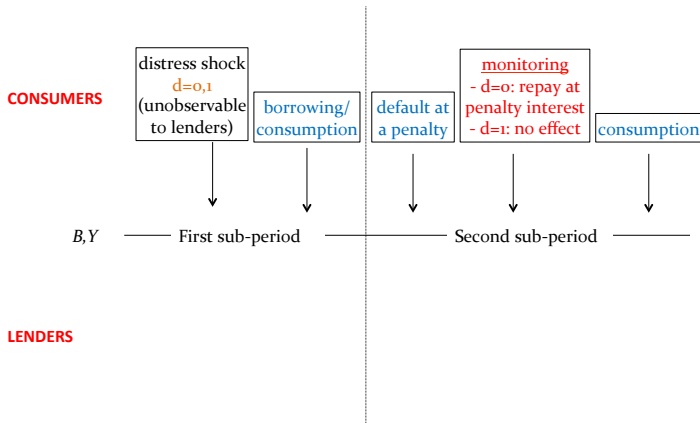 distress shock
d=0,1
(unobservable
to lenders)
borrowing/
consumption
default at
a penalty
monitoring
- d=0: repay at
penalty interest
- d=1: no effect
consumption
CONSUMERS
B,Y
First sub-period
Second sub-period
LENDERS